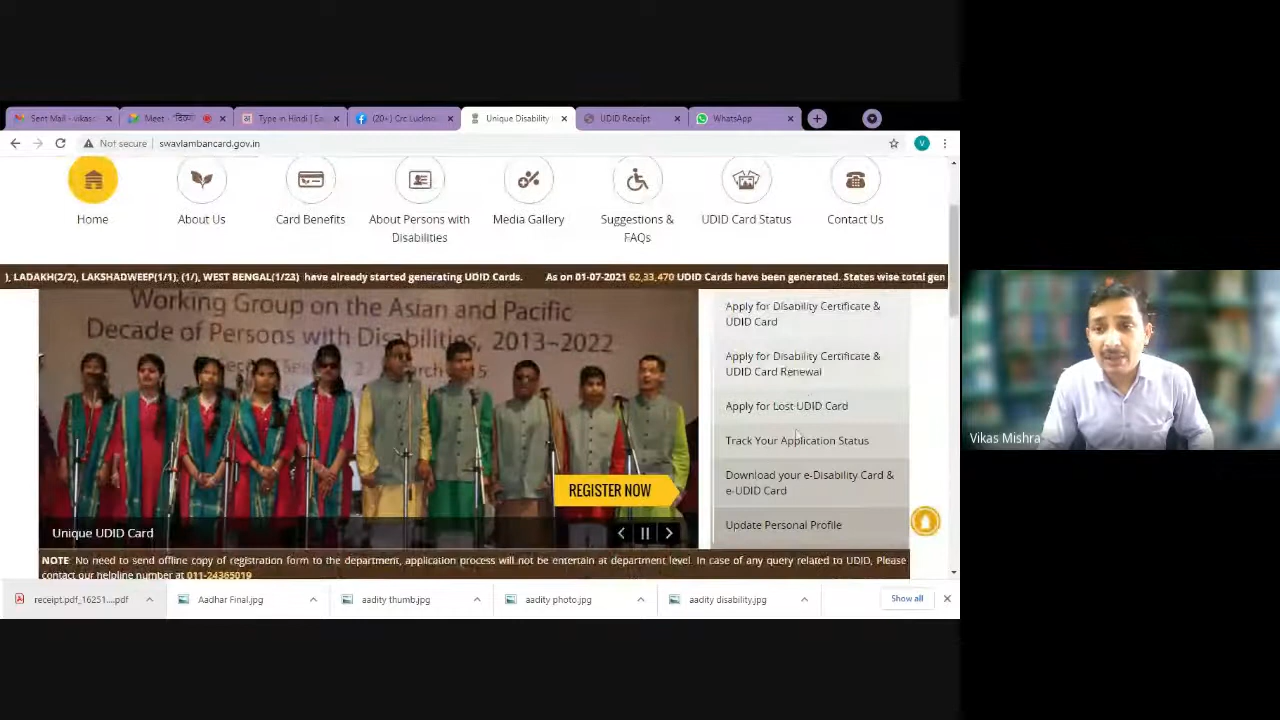 Sent Mail - vikasc
Meet - "दिव्या
Type in Hindi | Ea
(20+) Crc Luckno
Unique Disability
UDID Receipt
WhatsApp
Not secure
swavlambancard.gov.in
V
Home
About Us
Card Benefits
About Persons with
Disabilities
Media Gallery
Suggestions &
FAQs
UDID Card Status
Contact Us
), LADAKH(2/2), LAKSHADWEEP(1/1), (1/), WEST BENGAL(1/23) have already started generating UDID Cards. As on 01-07-2021 62,33,470 UDID Cards have been generated. States wise total gen
Working Group on the Asian and Pacific
Decade of Persons with Disabilities, 2013-2022
REGISTER NOW
Unique UDID Card
Apply for Disability Certificate &
UDID Card
Apply for Disability Certificate &
UDID Card Renewal
Apply for Lost UDID Card
Track Your Application Status
Download your e-Disability Card &
e-UDID Card
Update Personal Profile
NOTE: No need to send offline copy of registration form to the department, application process will not be entertain at department level. In case of any query related to UDID, Please
contact our helpline number at 011-24365019
receipt.pdf_16251....pdf
Aadhar Final.jpg
aadity thumb.jpg
aadity photo.jpg
aadity disability.jpg
Show all
Vikas Mishra